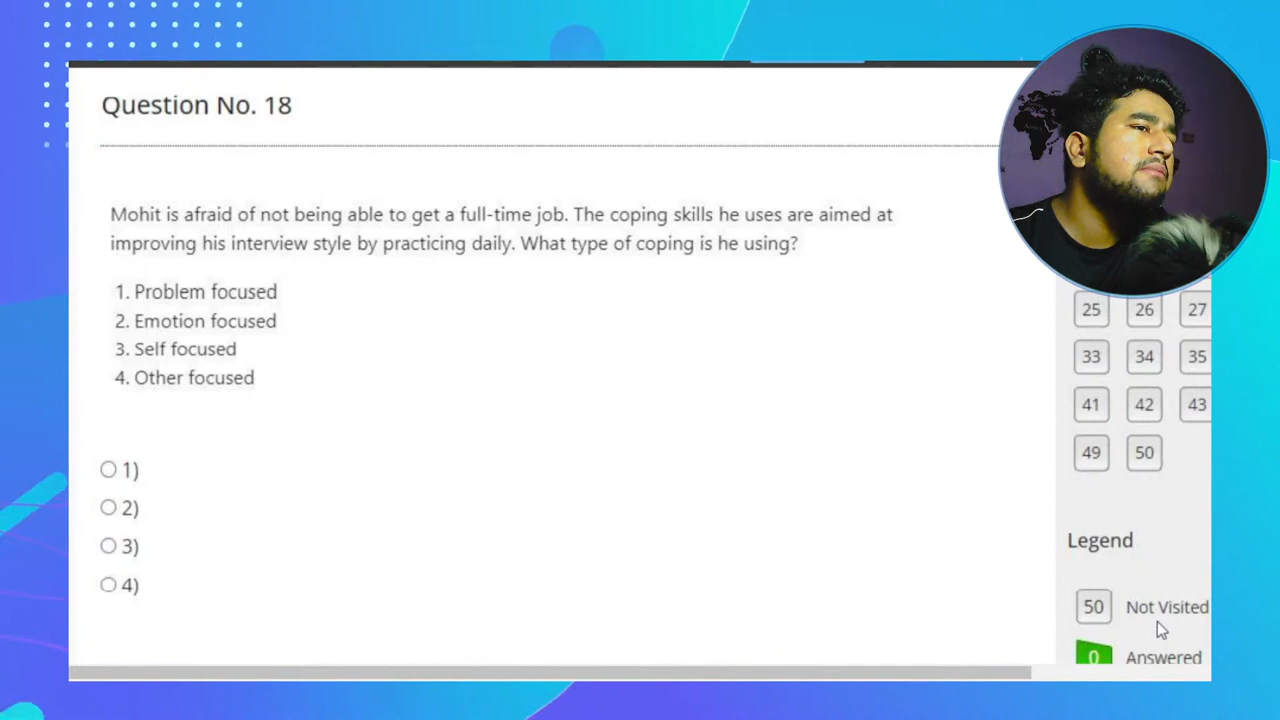 Question No. 18
Mohit is afraid of not being able to get a full-time job. The coping skills he uses are aimed at
improving his interview style by practicing daily. What type of coping is he using?
1. Problem focused
2. Emotion focused
3. Self focused
4. Other focused
1)
2)
3)
4)
25 26 27
33 34 35
41 42 43
49 50
Legend
50 Not Visited
0 Answered